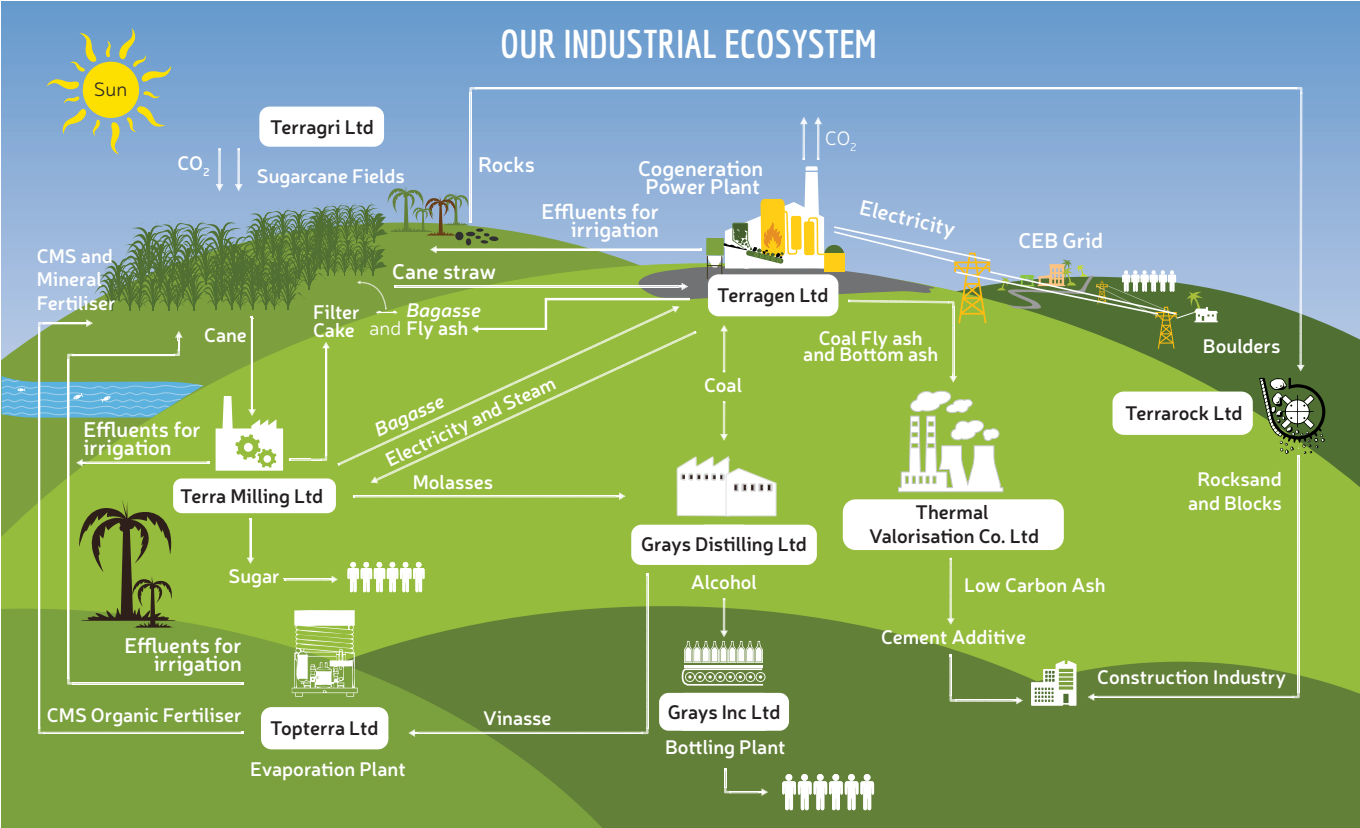 OUR INDUSTRIAL ECOSYSTEM
Sun
Terragri Ltd
CO₂
Sugarcane Fields
Rocks
Cogeneration
Power Plant
CO₂
Effluents for
irrigation
Electricity
CEB Grid
CMS and
Mineral
Fertiliser
Cane straw
Terragen Ltd
Filter
Cake
Bagasse
and Fly ash
Cane
Coal Fly ash
and Bottom ash
Boulders
Coal
Terrarock Ltd
Bagasse
Electricity and Steam
Effluents for
irrigation
Terra Milling Ltd
Molasses
Rocksand
and Blocks
Thermal
Valorisation Co. Ltd
Grays Distilling Ltd
Sugar
Alcohol
Low Carbon Ash
Cement Additive
Effluents for
irrigation
Construction Industry
CMS Organic Fertiliser
Topterra Ltd
Vinasse
Grays Inc Ltd
Bottling Plant
Evaporation Plant